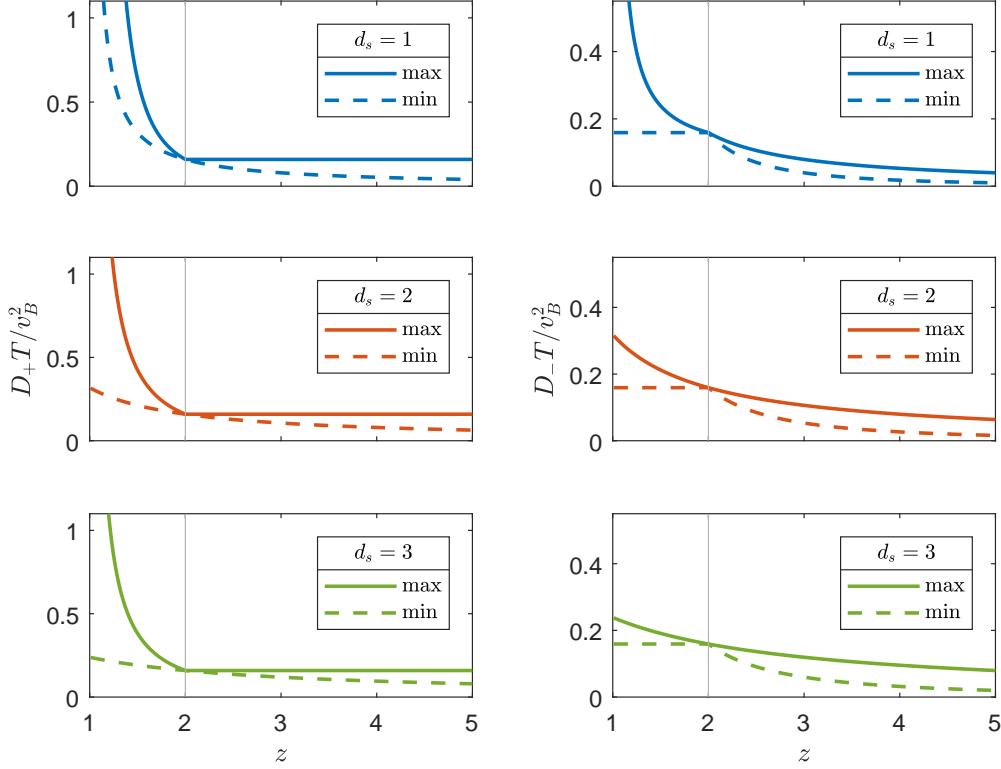 1
0.5
0
d_s = 1
max
min
0.4
0.2
0
d_s = 1
max
min
D_+T/v_B^2
1
0.5
0
d_s = 2
max
min
D_-T/v_B^2
0.4
0.2
0
d_s = 2
max
min
1
0.5
0
d_s = 3
max
min
1 2 3 4 5
z
0.4
0.2
0
d_s = 3
max
min
1 2 3 4 5
z